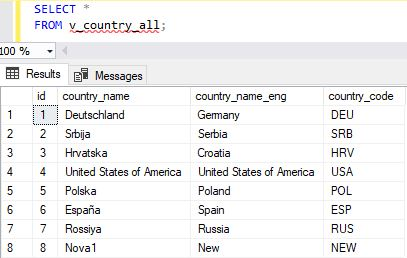 SELECT *
FROM v_country_all;
100 %
Results Messages
id country_name country_name_eng country_code
1 1 Deutschland Germany DEU
2 2 Srbija Serbia SRB
3 3 Hrvatska Croatia HRV
4 4 United States of America United States of America USA
5 5 Polska Poland POL
6 6 España Spain ESP
7 7 Rossiya Russia RUS
8 8 Nova1 New NEW